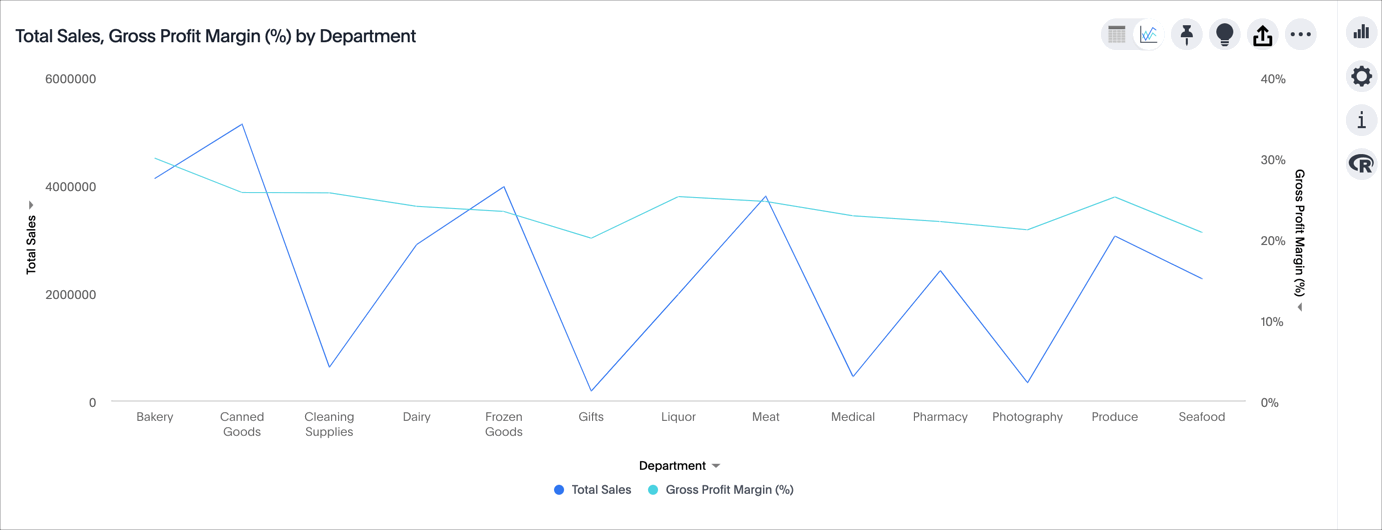 Total Sales, Gross Profit Margin (%) by Department
6000000
4000000
2000000
0
Total Sales
40%
30%
20%
10%
0%
Gross Profit Margin (%)
Bakery
Canned
Goods
Cleaning
Supplies
Dairy
Frozen
Goods
Gifts
Liquor
Meat
Medical
Pharmacy
Photography
Produce
Seafood
Department
Total Sales
Gross Profit Margin (%)
i
R